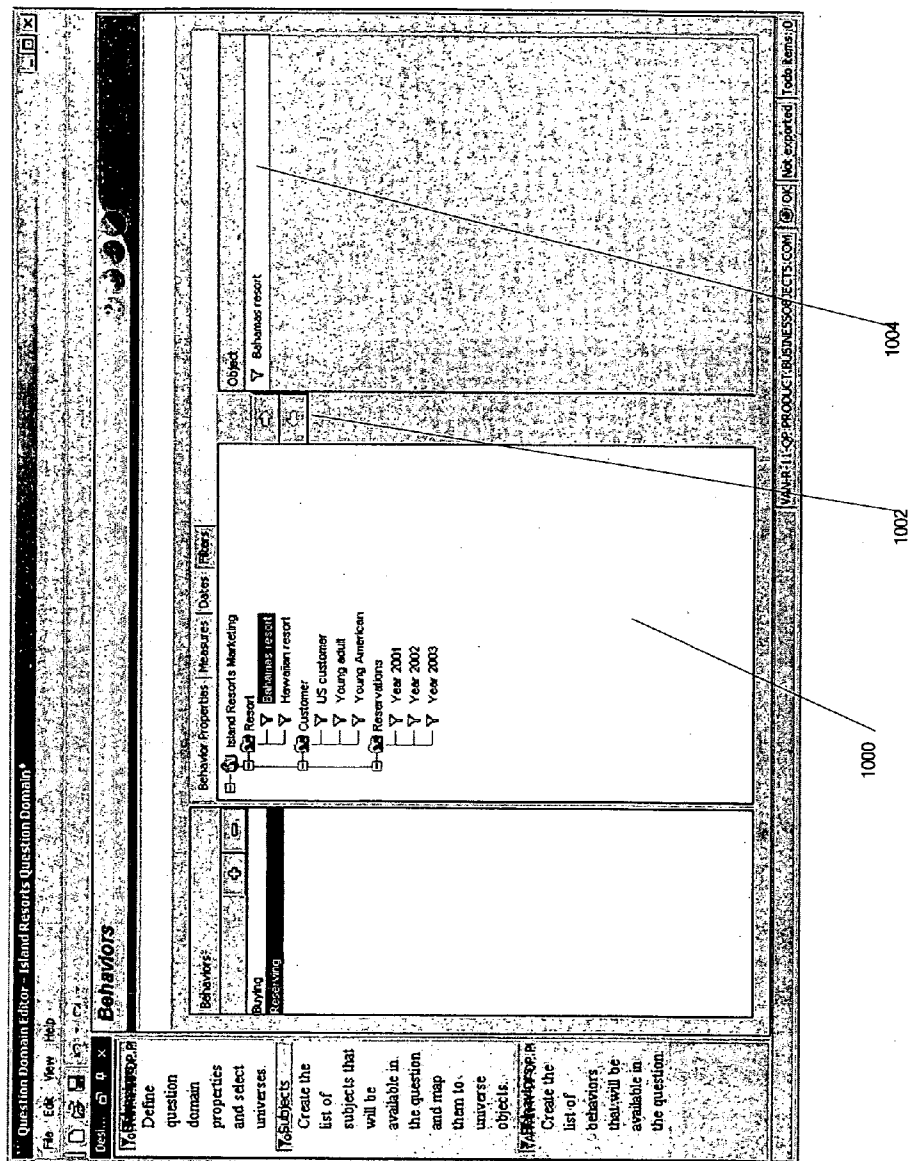 Question Domain Editor - Island Resorts Question Domain*
File Edit View Help
Desi...
Behaviors
Define
question
domain
properties
and select
universes.
Subjects
Create the
list of
subjects that
will be
available in
the question
and map
them to
universe
objects.
Create the
list of
behaviors
that will be
available in
the question
Behaviors
Buying
Reserving
Behavior Properties Measures Dates Filters
Island Resorts Marketing
Resort
Bahamas resort
Hawaiian resort
Customer
US customer
Young adult
Young American
Reservations
Year 2001
Year 2002
Year 2003
Object
Bahamas resort
OK Not exported Todo items: 0
1000
1002
1004